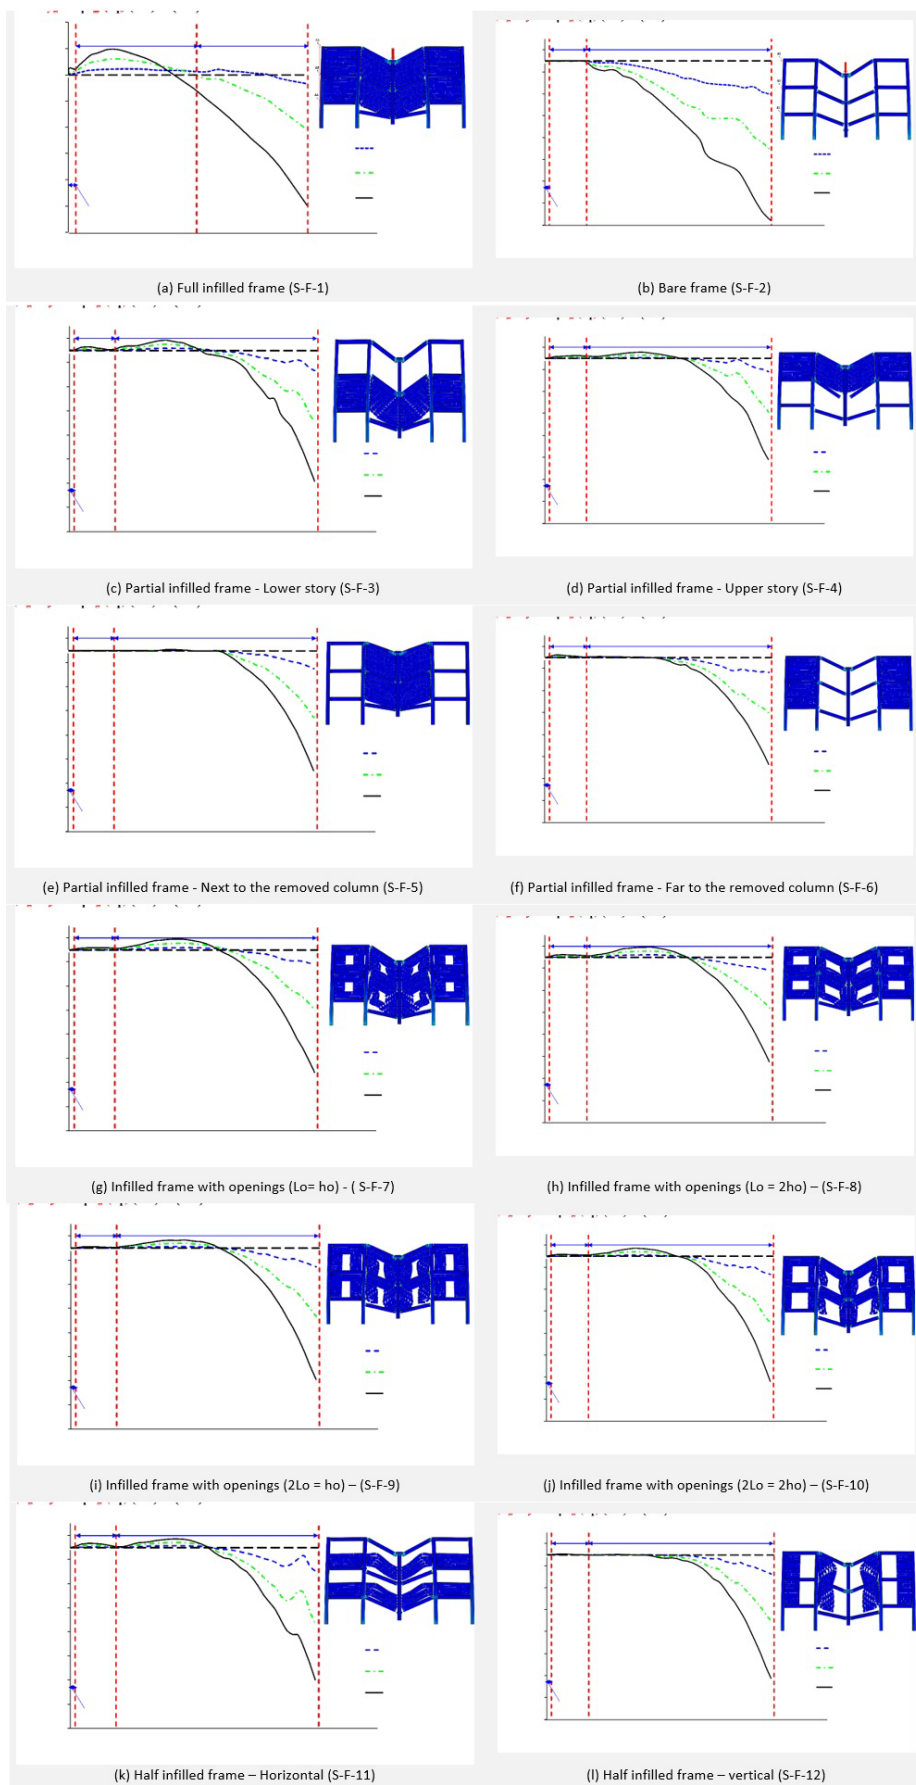 (a) Full infilled frame (S-F-1)
(b) Bare frame (S-F-2)
(c) Partial infilled frame - Lower story (S-F-3)
(d) Partial infilled frame - Upper story (S-F-4)
(e) Partial infilled frame - Next to the removed column (S-F-5)
(f) Partial infilled frame - Far to the removed column (S-F-6)
(g) Infilled frame with openings (Lo= ho) - ( S-F-7)
(h) Infilled frame with openings (Lo = 2ho) – (S-F-8)
(i) Infilled frame with openings (2Lo = ho) – (S-F-9)
(j) Infilled frame with openings (2Lo = 2ho) – (S-F-10)
(k) Half infilled frame – Horizontal (S-F-11)
(l) Half infilled frame – vertical (S-F-12)